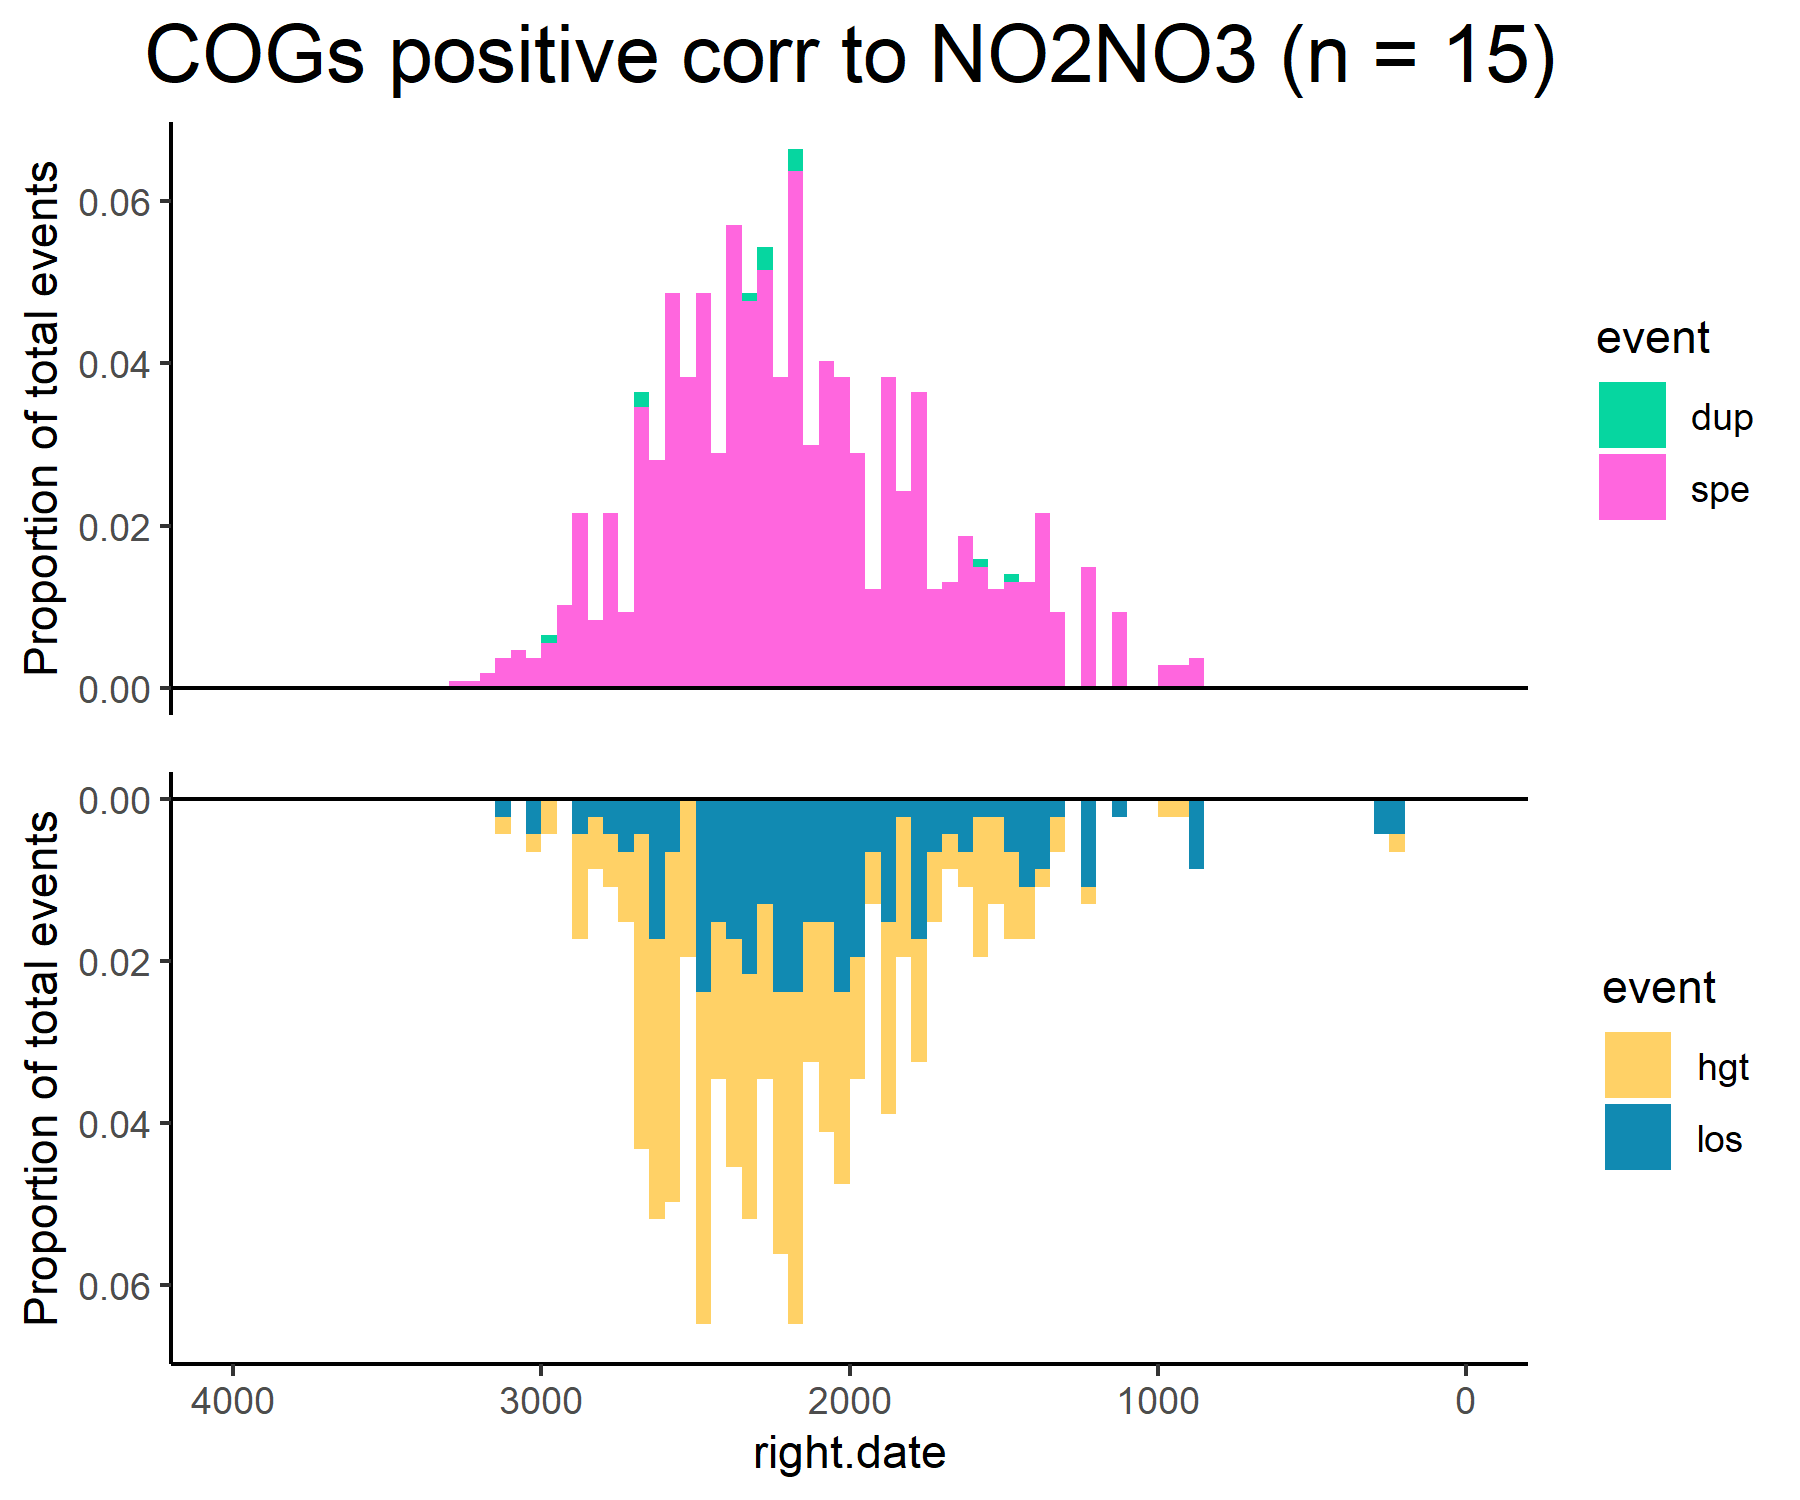 COGs positive corr to NO2NO3 (n = 15)
Proportion of total events
0.06
0.04
0.02
0.00
event
dup
spe
Proportion of total events
0.00
0.02
0.04
0.06
event
hgt
los
4000
3000
2000
1000
0
right.date